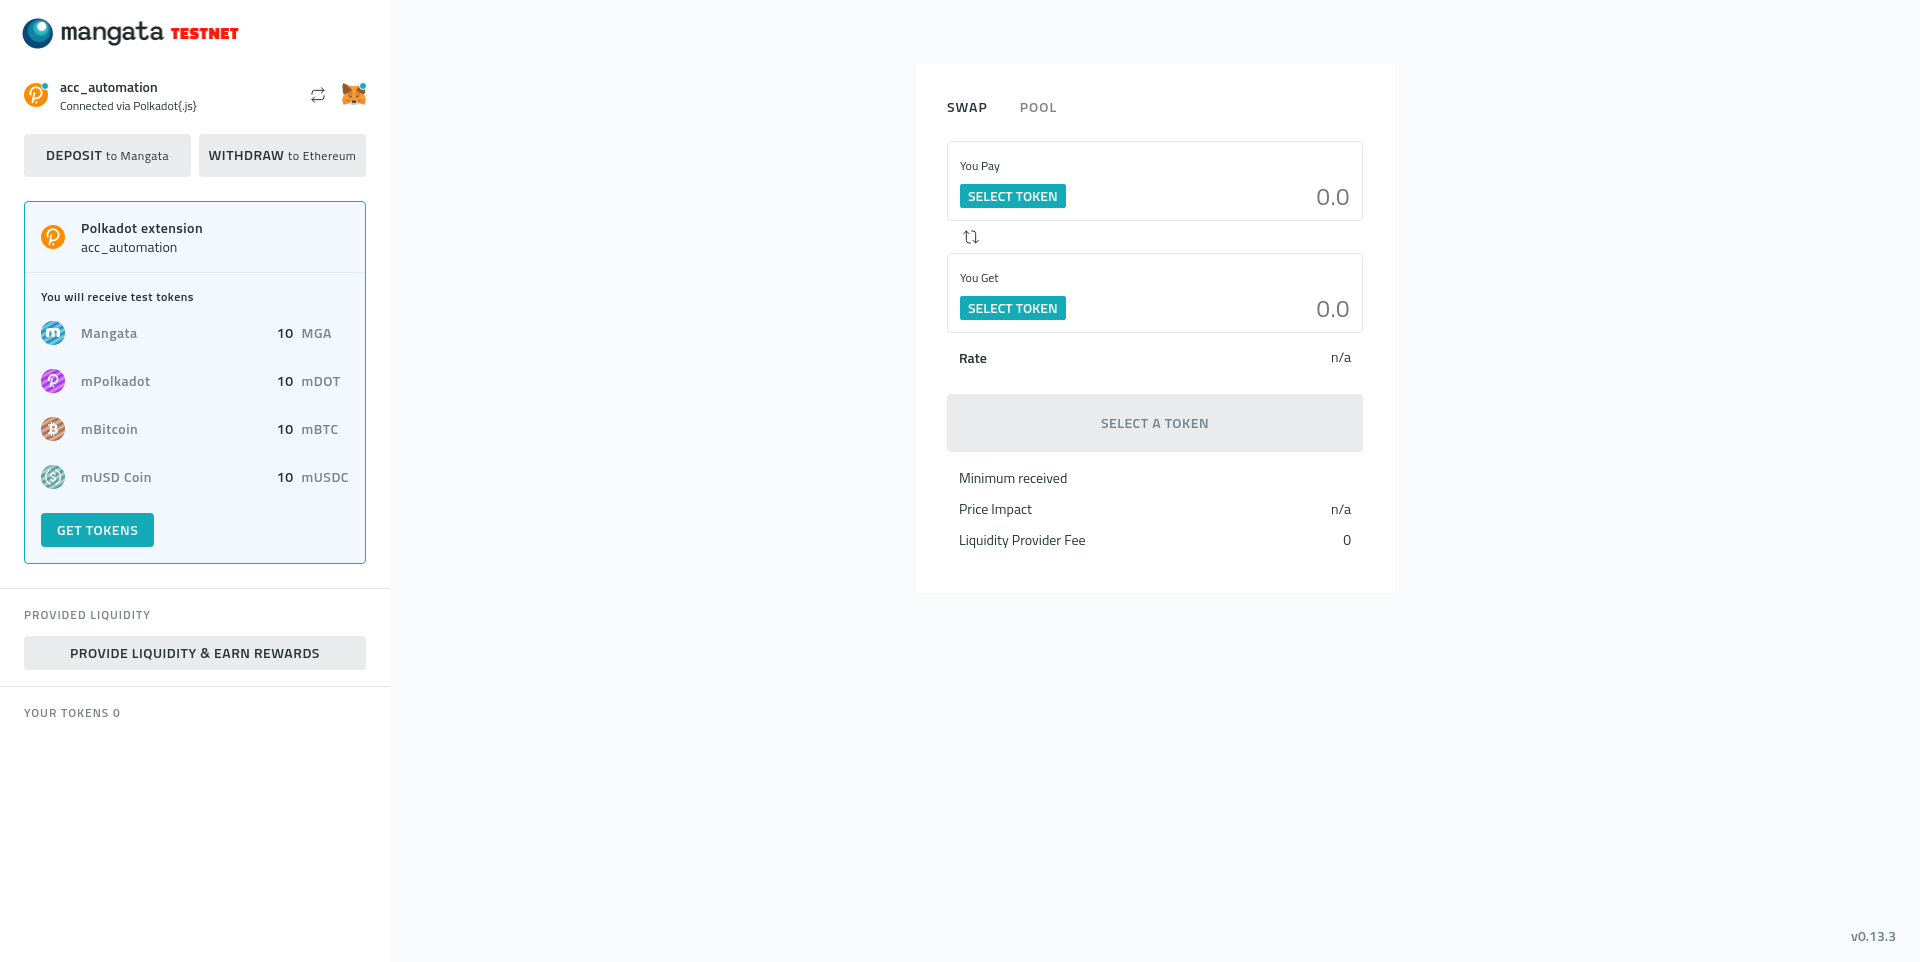 mangata TESTNET
acc_automation
Connected via Polkadot{.js}
DEPOSIT to Mangata
WITHDRAW to Ethereum
Polkadot extension
acc_automation
You will receive test tokens
Mangata 10 MGA
mPolkadot 10 mDOT
mBitcoin 10 mBTC
mUSD Coin 10 mUSDC
GET TOKENS
PROVIDED LIQUIDITY
PROVIDE LIQUIDITY & EARN REWARDS
YOUR TOKENS 0
SWAP POOL
You Pay
SELECT TOKEN 0.0
You Get
SELECT TOKEN 0.0
Rate n/a
SELECT A TOKEN
Minimum received
Price Impact n/a
Liquidity Provider Fee 0
v0.13.3